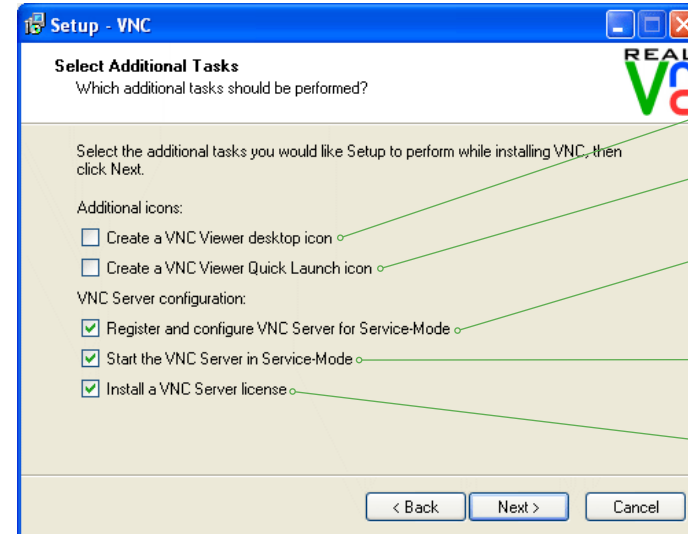 Setup - VNC
REAL
VNC
Select Additional Tasks
Which additional tasks should be performed?
Select the additional tasks you would like Setup to perform while installing VNC, then
click Next.
Additional icons:
Create a VNC Viewer desktop icon
Create a VNC Viewer Quick Launch icon
VNC Server configuration:
Register and configure VNC Server for Service-Mode
Start the VNC Server in Service-Mode
Install a VNC Server license
< Back
Next >
Cancel